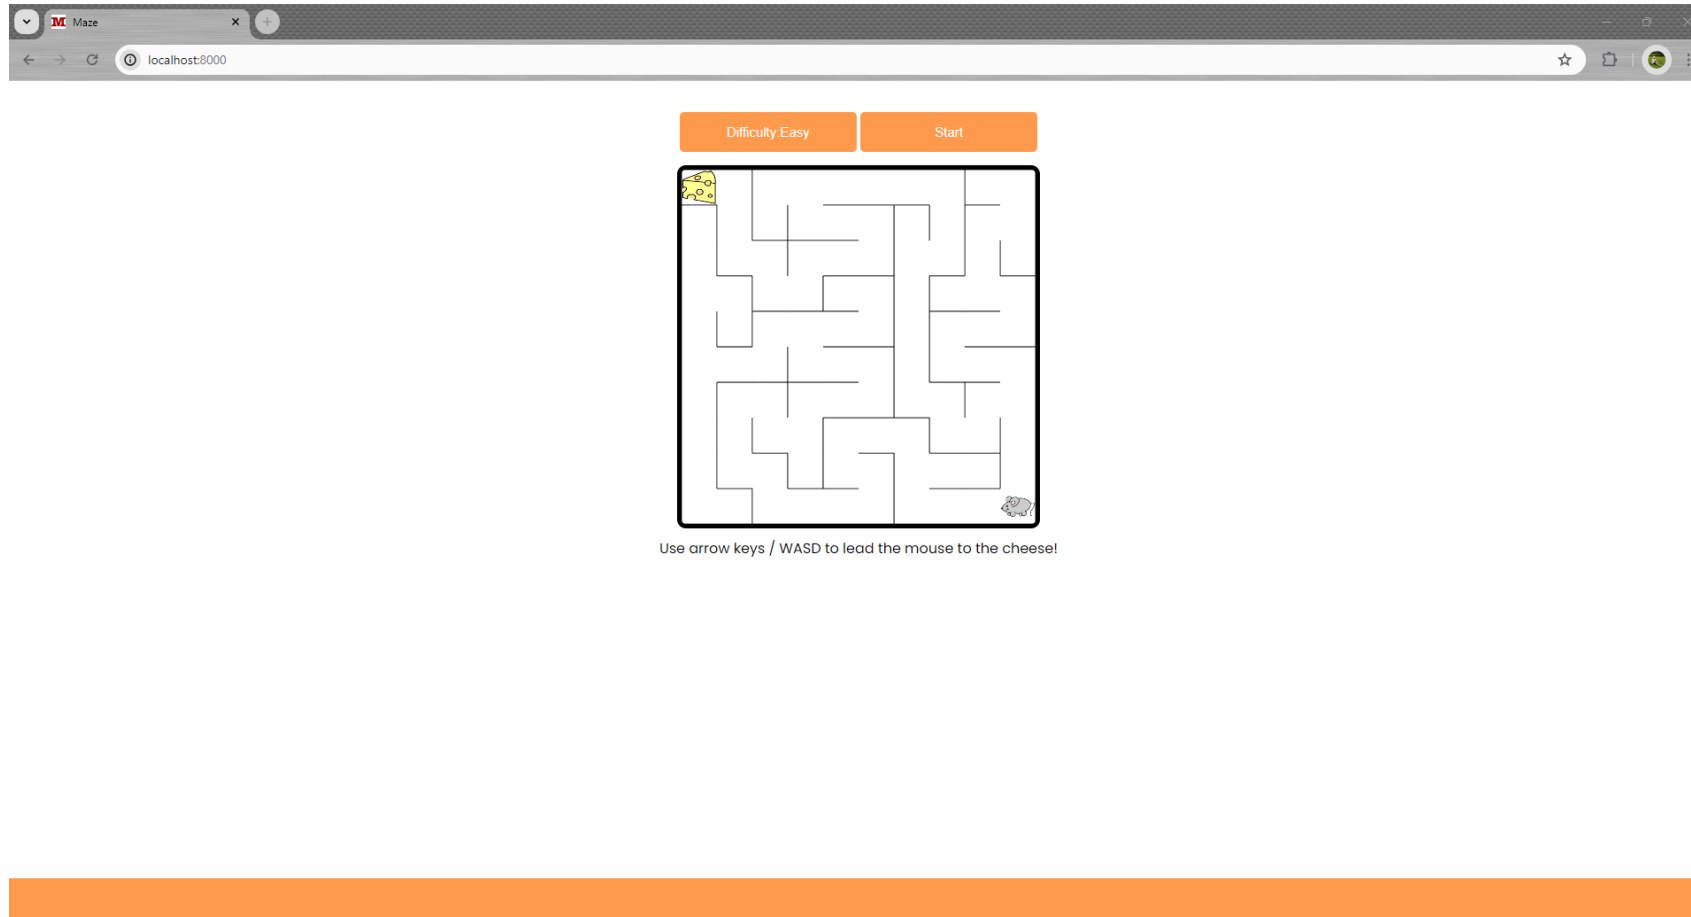 M Maze
localhost:8000
Difficulty:Easy Start
Use arrow keys / WASD to lead the mouse to the cheese!